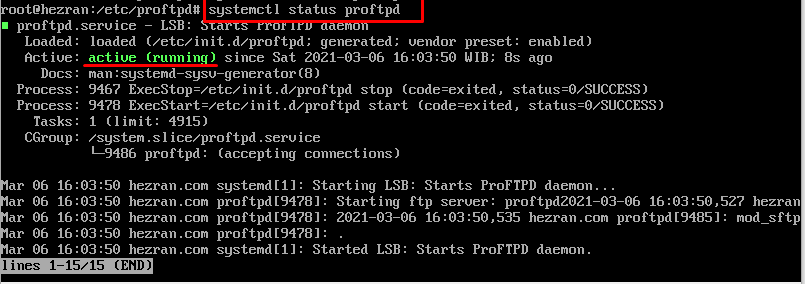 root@hezran:/etc/proftpd# systemctl status proftpd
proftpd.service - LSB: Starts ProFTPD daemon
Loaded: loaded (/etc/init.d/proftpd; generated; vendor preset: enabled)
Active: active (running) since Sat 2021-03-06 16:03:50 WIB; 8s ago
Docs: man:systemd-sysv-generator(8)
Process: 9467 ExecStop=/etc/init.d/proftpd stop (code=exited, status=0/SUCCESS)
Process: 9478 ExecStart=/etc/init.d/proftpd start (code=exited, status=0/SUCCESS)
Tasks: 1 (limit: 4915)
CGroup: /system.slice/proftpd.service
└─9486 proftpd: (accepting connections)
Mar 06 16:03:50 hezran.com systemd[1]: Starting LSB: Starts ProFTPD daemon...
Mar 06 16:03:50 hezran.com proftpd[9478]: Starting ftp server: proftpd2021-03-06 16:03:50,527 hezran
Mar 06 16:03:50 hezran.com proftpd[9478]: 2021-03-06 16:03:50,535 hezran.com proftpd[9485]: mod_sftp
Mar 06 16:03:50 hezran.com proftpd[9478]: .
Mar 06 16:03:50 hezran.com systemd[1]: Started LSB: Starts ProFTPD daemon.
lines 1-15/15 (END)